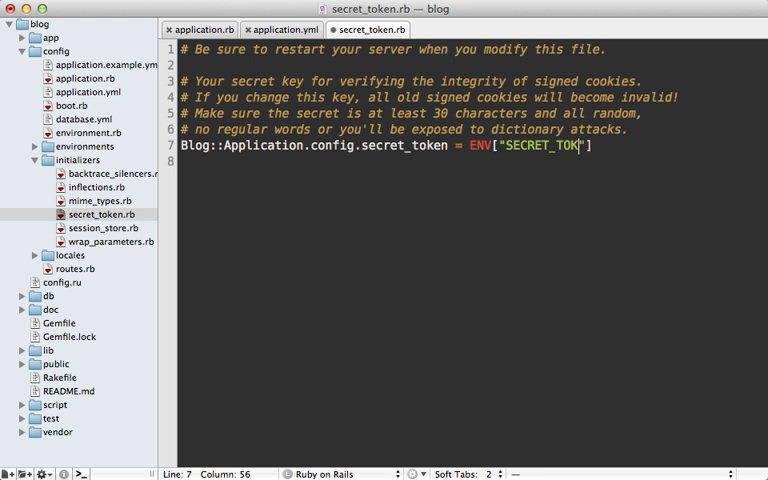 secret_token.rb — blog
blog
app
config
application.example.ym
application.rb
application.yml
boot.rb
database.yml
environment.rb
environments
initializers
backtrace_silencers.r
inflections.rb
mime_types.rb
secret_token.rb
session_store.rb
wrap_parameters.rb
locales
routes.rb
config.ru
db
doc
Gemfile
Gemfile.lock
lib
public
Rakefile
README.md
script
test
vendor
application.rb
application.yml
secret_token.rb
1 # Be sure to restart your server when you modify this file.
2
3 # Your secret key for verifying the integrity of signed cookies.
4 # If you change this key, all old signed cookies will become invalid!
5 # Make sure the secret is at least 30 characters and all random,
6 # no regular words or you'll be exposed to dictionary attacks.
7 Blog::Application.config.secret_token = ENV["SECRET_TOK"]
8
Line: 7 Column: 56 Ruby on Rails Soft Tabs: 2 —